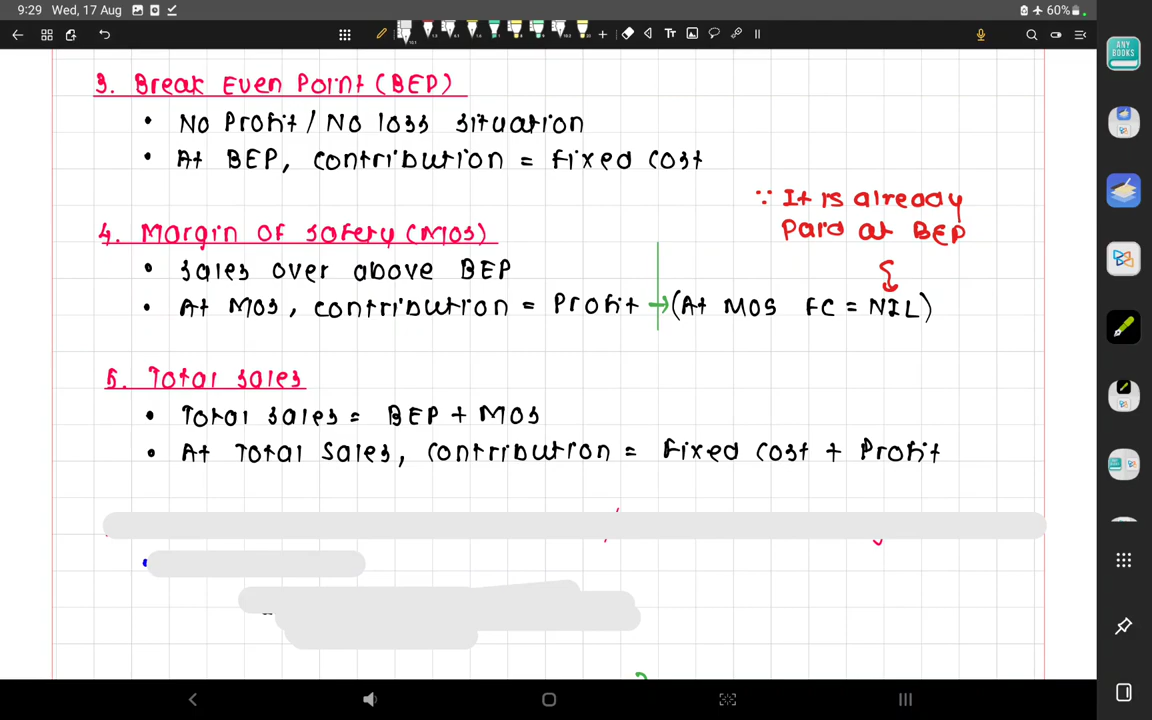 9:29 Wed, 17 Aug
60%
Tт
ANY
BOOKS
3. Break Even Point (BEP)
• No Profit / No loss situation
• At BEP, contribution = Fixed cost
∵ It is already
Paid at BEP
4. Margin Of Safety (MOS)
• Sales over above BEP
• At MOS, contribution = Profit → (At MOS FC = NIL)
5. Total Sales
• Total Sales = BEP + MOS
• At Total Sales, contribution = Fixed Cost + Profit